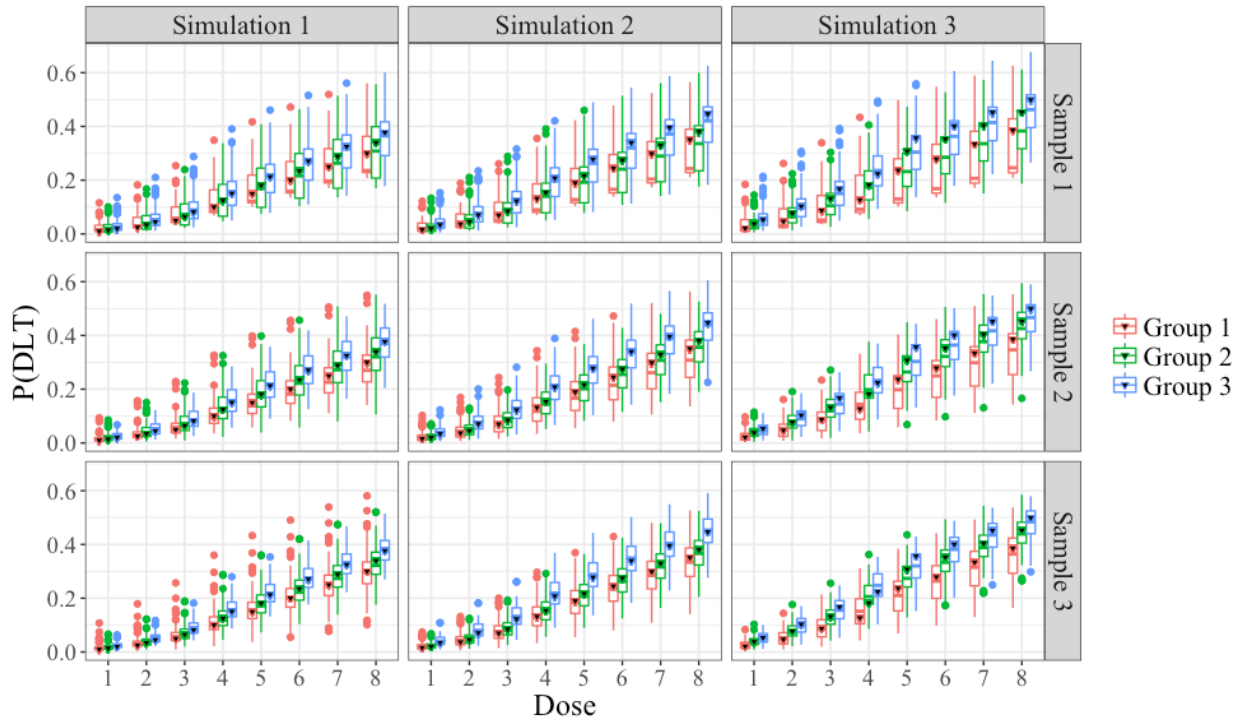 Simulation 1 Simulation 2 Simulation 3
P(DLT)
0.6
0.4
0.2
0.0
Sample 1
0.6
0.4
0.2
0.0
Sample 2
0.6
0.4
0.2
0.0
Sample 3
1 2 3 4 5 6 7 8 1 2 3 4 5 6 7 8 1 2 3 4 5 6 7 8
Dose
Group 1
Group 2
Group 3